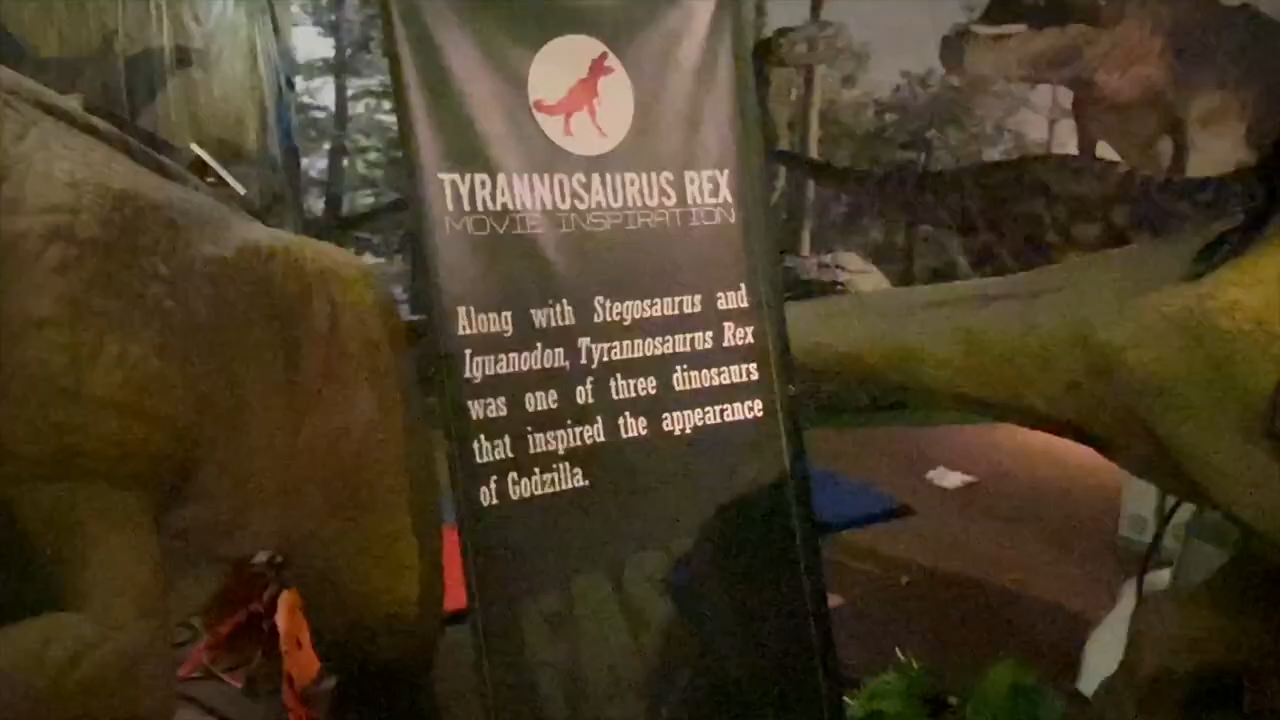 TYRANNOSAURUS REX
MOVIE INSPIRATION
Along with Stegosaurus and
Iguanodon, Tyrannosaurus Rex
was one of three dinosaurs
that inspired the appearance
of Godzilla.